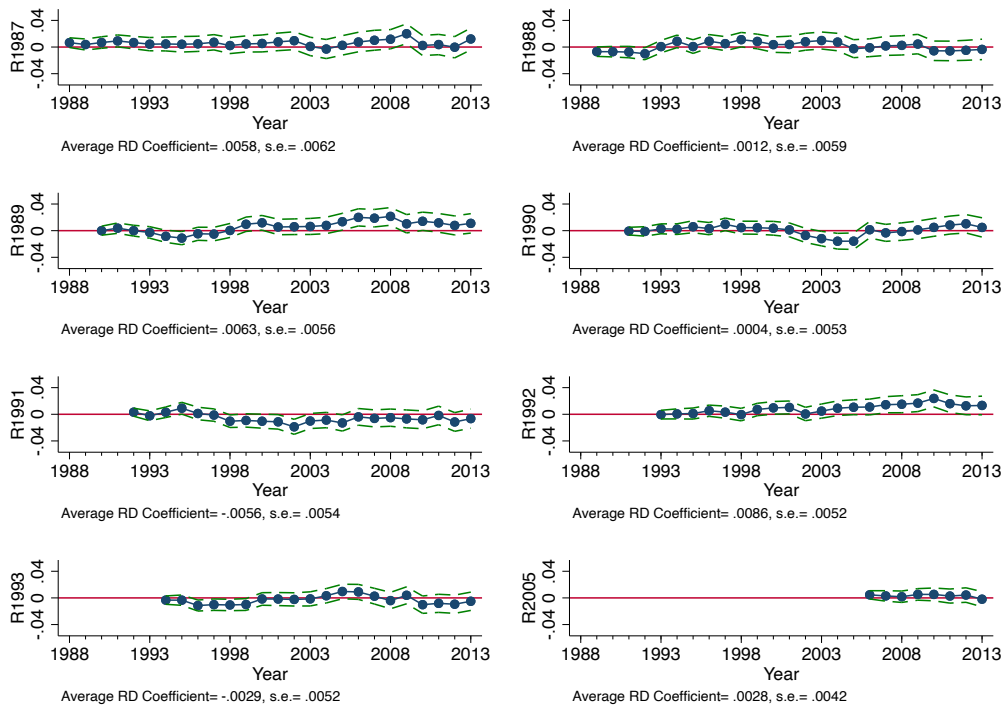 R1987
-.04 0 .04
1988 1993 1998 2003 2008 2013
Year
Average RD Coefficient= .0058, s.e.= .0062
R1988
-.04 0 .04
1988 1993 1998 2003 2008 2013
Year
Average RD Coefficient= .0012, s.e.= .0059
R1989
-.04 0 .04
1988 1993 1998 2003 2008 2013
Year
Average RD Coefficient= .0063, s.e.= .0056
R1990
-.04 0 .04
1988 1993 1998 2003 2008 2013
Year
Average RD Coefficient= .0004, s.e.= .0053
R1991
-.04 0 .04
1988 1993 1998 2003 2008 2013
Year
Average RD Coefficient= -.0056, s.e.= .0054
R1992
-.04 0 .04
1988 1993 1998 2003 2008 2013
Year
Average RD Coefficient= .0086, s.e.= .0052
R1993
-.04 0 .04
1988 1993 1998 2003 2008 2013
Year
Average RD Coefficient= -.0029, s.e.= .0052
R2005
-.04 0 .04
1988 1993 1998 2003 2008 2013
Year
Average RD Coefficient= .0028, s.e.= .0042